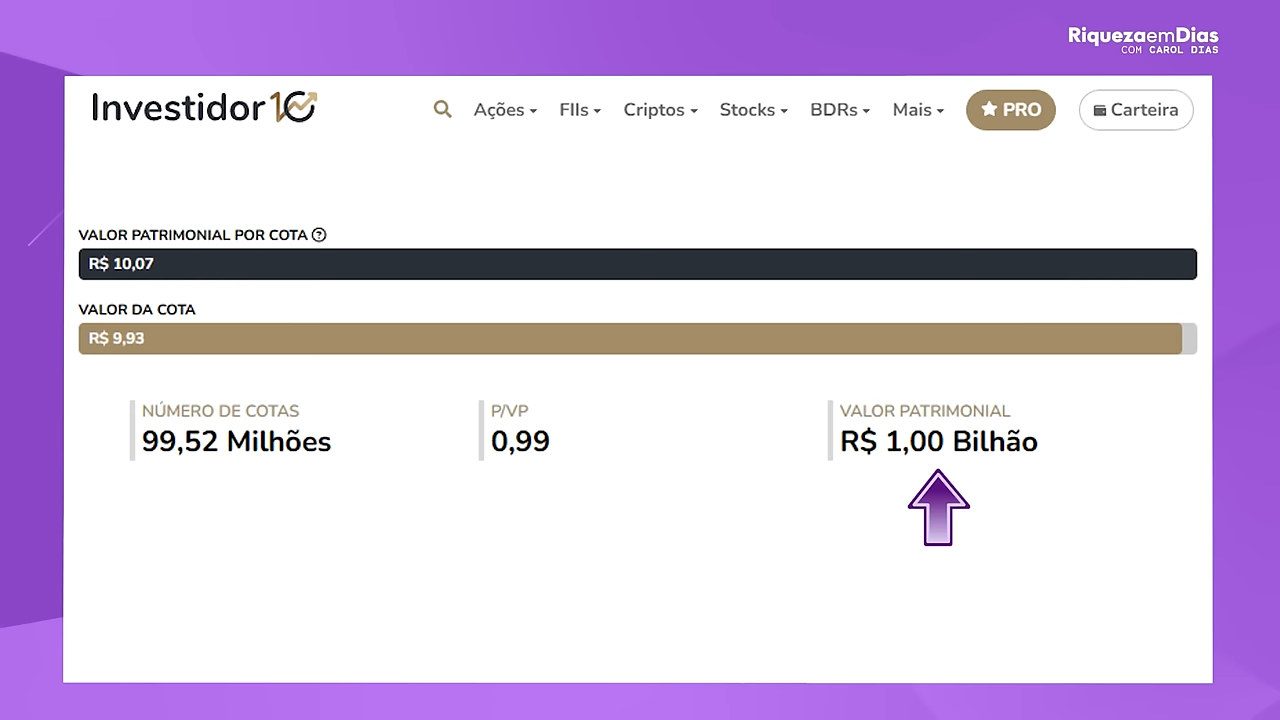 RiquezaemDias
COM CAROL DIAS
Investidor10
Ações
FIIs
Criptos
Stocks
BDRs
Mais
PRO
Carteira
VALOR PATRIMONIAL POR COTA ?
R$ 10,07
VALOR DA COTA
R$ 9,93
NÚMERO DE COTAS
99,52 Milhões
P/VP
0,99
VALOR PATRIMONIAL
R$ 1,00 Bilhão